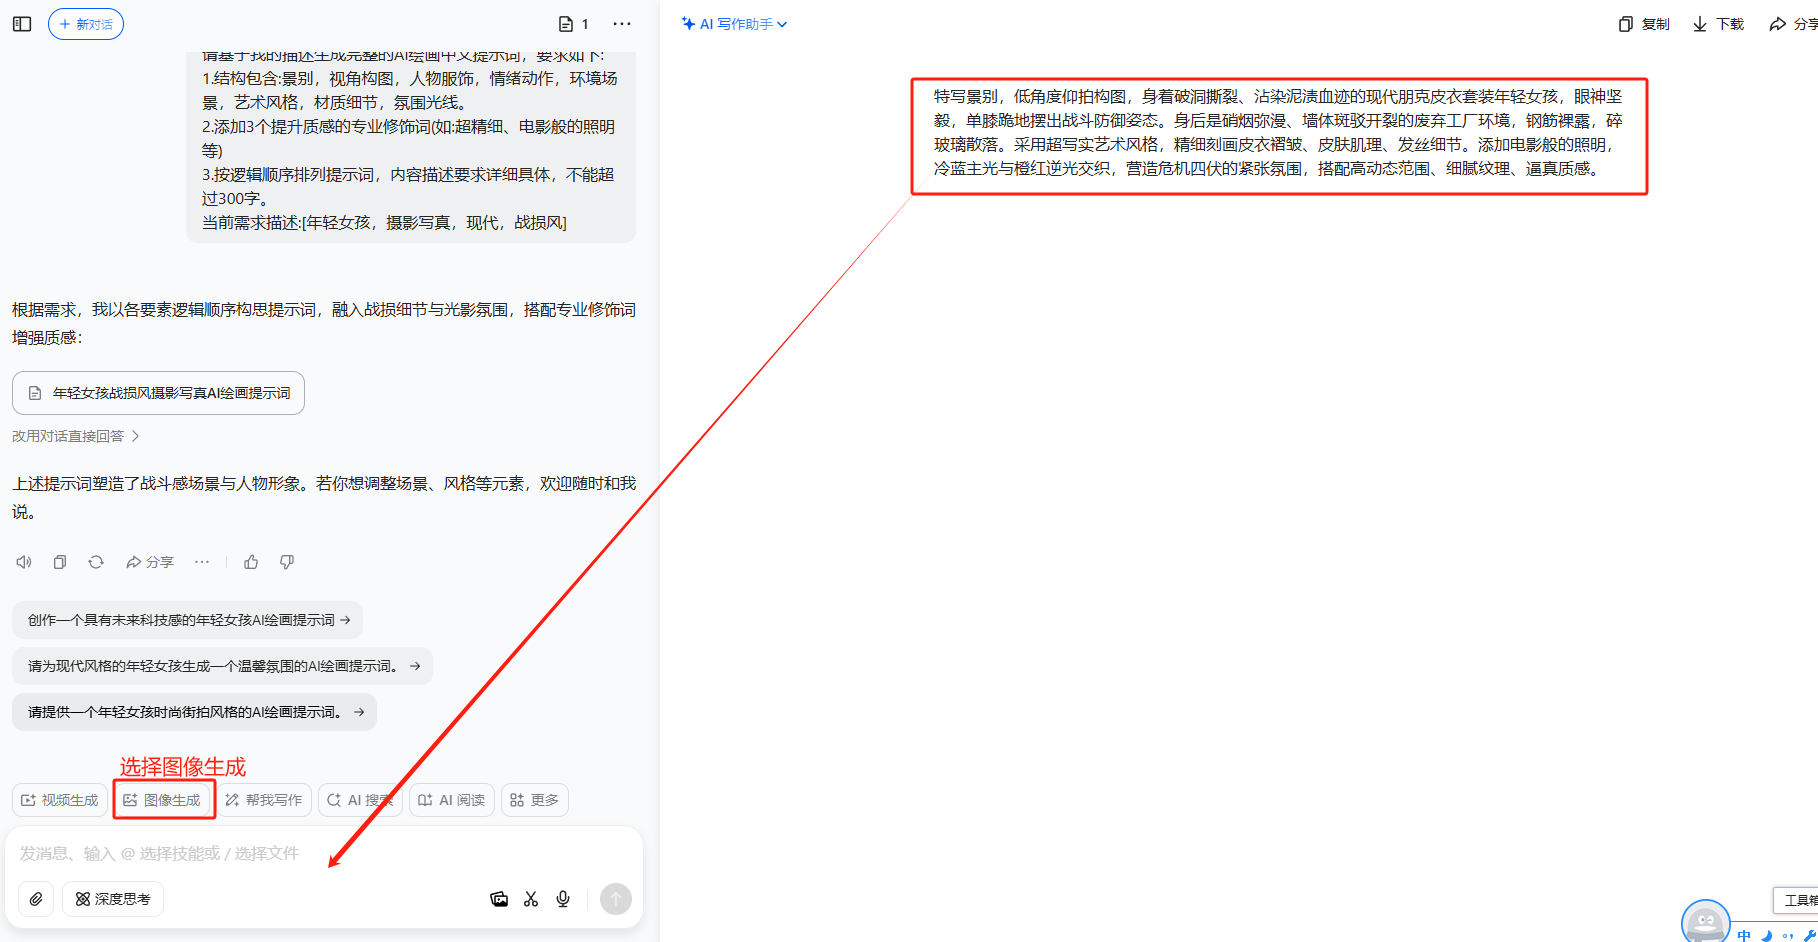 新对话
1
请基于我的描述生成完整的AI绘画中文提示词，要求如下:
1.结构包含:景别，视角构图，人物服饰，情绪动作，环境场
景，艺术风格，材质细节，氛围光线。
2.添加3个提升质感的专业修饰词(如:超精细、电影般的照明
等)
3.按逻辑顺序排列提示词，内容描述要求详细具体，不能超
过300字。
当前需求描述:[年轻女孩，摄影写真，现代，战损风]
根据需求，我以各要素逻辑顺序构思提示词，融入战损细节与光影氛围，搭配专业修饰词
增强质感：
年轻女孩战损风摄影写真AI绘画提示词
改用对话直接回答
上述提示词塑造了战斗感场景与人物形象。若你想调整场景、风格等元素，欢迎随时和我
说。
分享
创作一个具有未来科技感的年轻女孩AI绘画提示词
请为现代风格的年轻女孩生成一个温馨氛围的AI绘画提示词。
请提供一个年轻女孩时尚街拍风格的AI绘画提示词。
选择图像生成
视频生成 图像生成 帮我写作 AI 搜索 AI 阅读 更多
发消息、输入 @ 选择技能或 / 选择文件
深度思考
AI 写作助手
复制 下载 分享
特写景别，低角度仰拍构图，身着破洞撕裂、沾染泥渍血迹的现代朋克皮衣套装年轻女孩，眼神坚
毅，单膝跪地摆出战斗防御姿态。身后是硝烟弥漫、墙体斑驳开裂的废弃工厂环境，钢筋裸露，碎
玻璃散落。采用超写实艺术风格，精细刻画皮衣褶皱、皮肤肌理、发丝细节。添加电影般的照明，
冷蓝主光与橙红逆光交织，营造危机四伏的紧张氛围，搭配高动态范围、细腻纹理、逼真质感。
工具箱
中